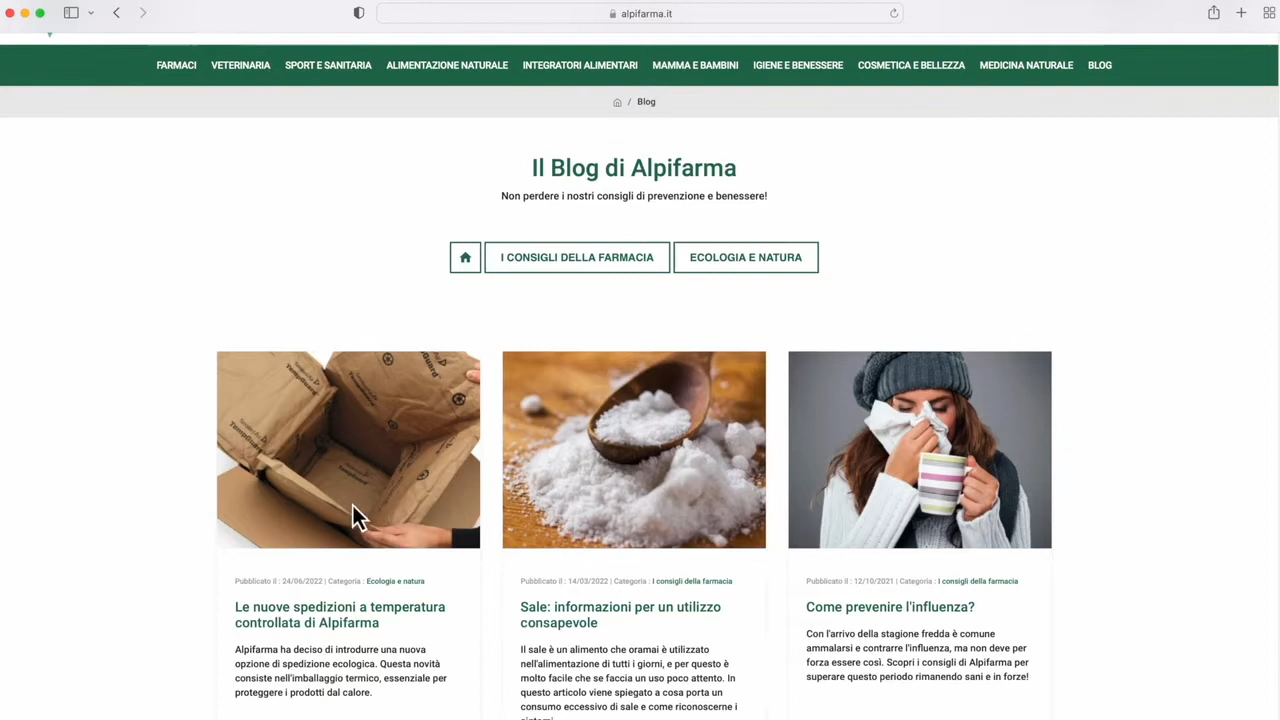 alpifarma.it
FARMACI VETERINARIA SPORT E SANITARIA ALIMENTAZIONE NATURALE INTEGRATORI ALIMENTARI MAMMA E BAMBINI IGIENE E BENESSERE COSMETICA E BELLEZZA MEDICINA NATURALE BLOG
/ Blog
Il Blog di Alpifarma
Non perdere i nostri consigli di prevenzione e benessere!
I CONSIGLI DELLA FARMACIA ECOLOGIA E NATURA
Pubblicato il : 24/06/2022 | Categoria : Ecologia e natura
Le nuove spedizioni a temperatura
controllata di Alpifarma
Alpifarma ha deciso di introdurre una nuova
opzione di spedizione ecologica. Questa novità
consiste nell'imballaggio termico, essenziale per
proteggere i prodotti dal calore.
Pubblicato il : 14/03/2022 | Categoria : I consigli della farmacia
Sale: informazioni per un utilizzo
consapevole
Il sale è un alimento che oramai è utilizzato
nell'alimentazione di tutti i giorni, e per questo è
molto facile che se faccia un uso poco attento. In
questo articolo viene spiegato a cosa porta un
consumo eccessivo di sale e come riconoscerne i
Pubblicato il : 12/10/2021 | Categoria : I consigli della farmacia
Come prevenire l'influenza?
Con l'arrivo della stagione fredda è comune
ammalarsi e contrarre l'influenza, ma non deve per
forza essere così. Scopri i consigli di Alpifarma per
superare questo periodo rimanendo sani e in forze!